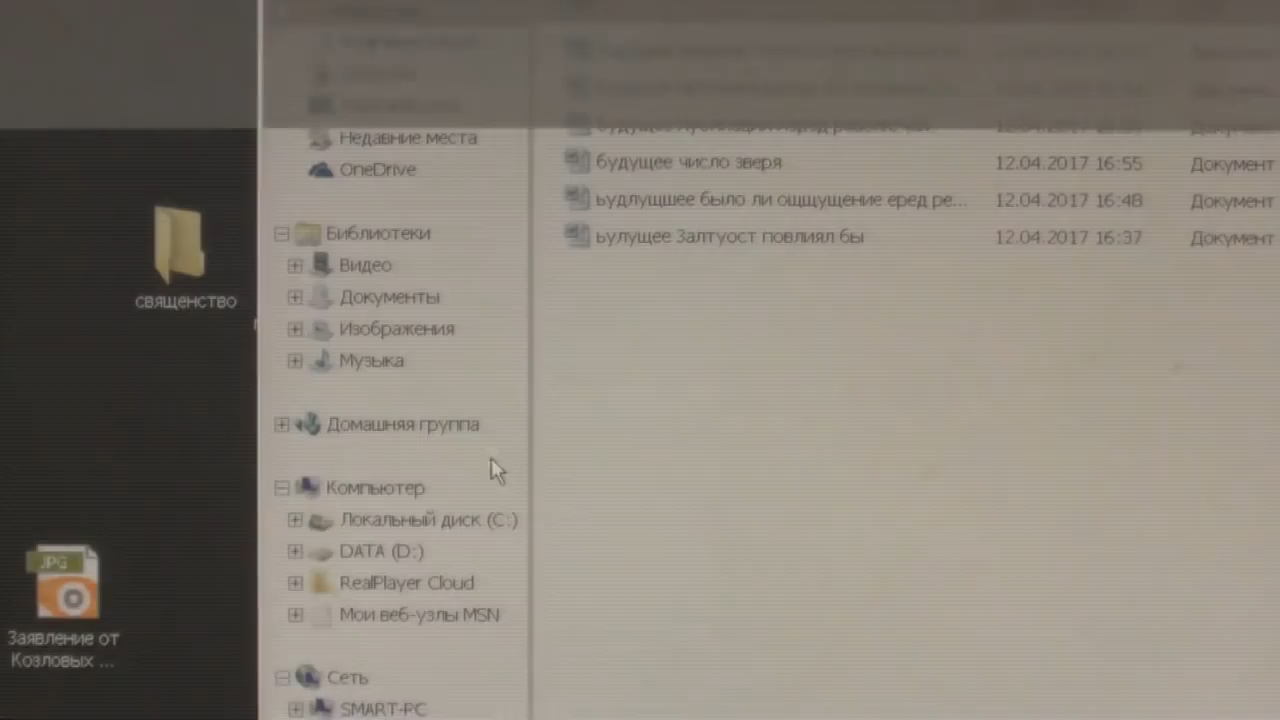 Недавние места
OneDrive
Библиотеки
Видео
Документы
Изображения
Музыка
Домашняя группа
Компьютер
Локальный диск (C:)
DATA (D:)
RealPlayer Cloud
Мои веб-узлы MSN
Сеть
SMART-PC
будущее число зверя 12.04.2017 16:55 Документ
ьудлущшее было ли ощщущение еред ре... 12.04.2017 16:48 Документ
ьулущее Залтуост повлиял бы 12.04.2017 16:37 Документ
священство
JPG
Заявление от
Козловых ...